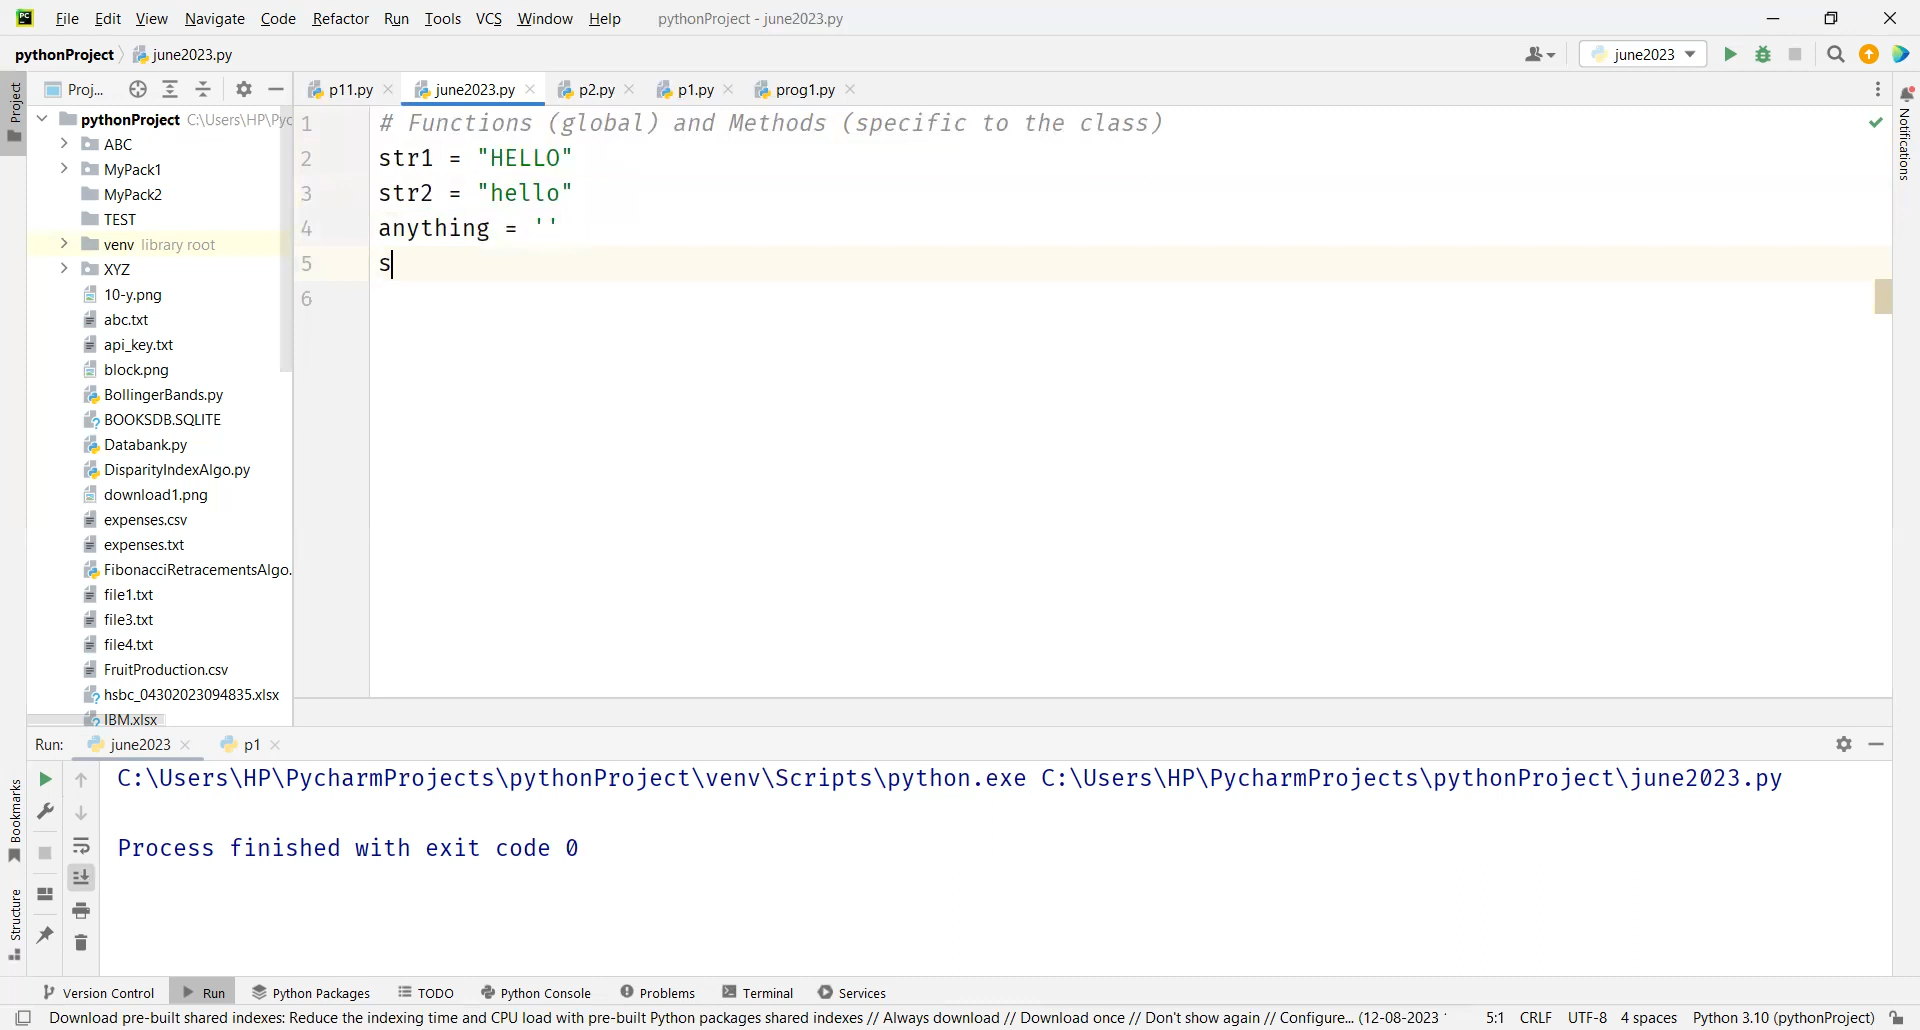 PC File Edit View Navigate Code Refactor Run Tools VCS Window Help pythonProject - june2023.py
pythonProject june2023.py june2023
Project
Proj...
p11.py june2023.py p2.py p1.py prog1.py
Notifications
pythonProject C:\Users\HP\Pyc
ABC
MyPack1
MyPack2
TEST
venv library root
XYZ
10-y.png
abc.txt
api_key.txt
block.png
BollingerBands.py
BOOKSDB.SQLITE
Databank.py
DisparityIndexAlgo.py
download1.png
expenses.csv
expenses.txt
FibonacciRetracementsAlgo.
file1.txt
file3.txt
file4.txt
FruitProduction.csv
hsbc_04302023094835.xlsx
IBM.xlsx
1 # Functions (global) and Methods (specific to the class)
2 str1 = "HELLO"
3 str2 = "hello"
4 anything = ''
5 s
6
Run: june2023 p1
C:\Users\HP\PycharmProjects\pythonProject\venv\Scripts\python.exe C:\Users\HP\PycharmProjects\pythonProject\june2023.py
Process finished with exit code 0
Bookmarks
Structure
Version Control Run Python Packages TODO Python Console Problems Terminal Services
Download pre-built shared indexes: Reduce the indexing time and CPU load with pre-built Python packages shared indexes // Always download // Download once // Don't show again // Configure... (12-08-2023 5:1 CRLF UTF-8 4 spaces Python 3.10 (pythonProject)